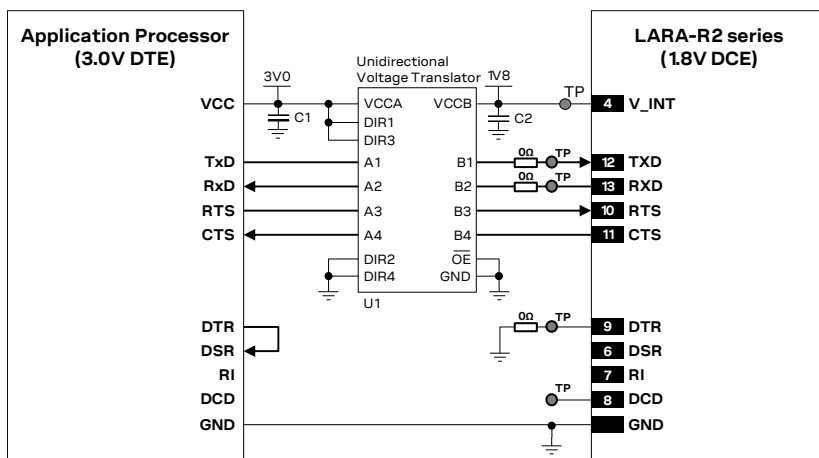 Application Processor
(3.0V DTE)
LARA-R2 series
(1.8V DCE)
Unidirectional
Voltage Translator
3V0
1V8
TP
VCC
C1
VCCA
VCCB
C2
4
V_INT
DIR1
DIR3
0Ω
TP
TxD
A1
B1
12
TXD
0Ω
TP
RxD
A2
B2
13
RXD
RTS
A3
B3
10
RTS
CTS
A4
B4
11
CTS
DIR2
OE
DIR4
GND
U1
0Ω
TP
DTR
9
DTR
DSR
6
DSR
RI
7
RI
TP
DCD
8
DCD
GND
GND